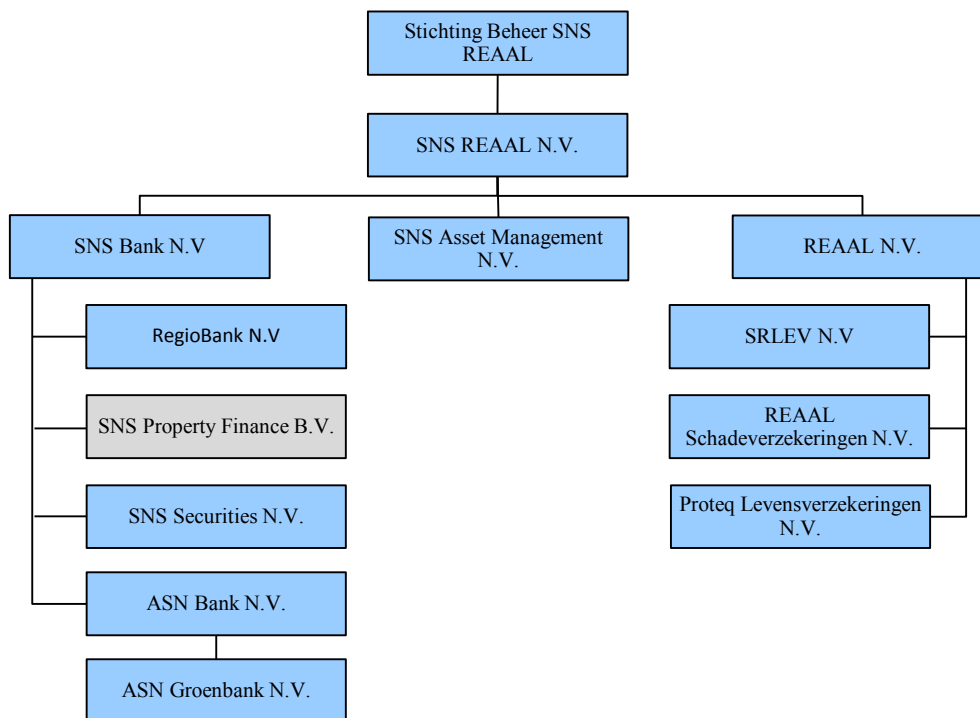 Stichting Beheer SNS
REAAL
SNS REAAL N.V.
SNS Bank N.V
SNS Asset Management
N.V.
REAAL N.V.
RegioBank N.V
SNS Property Finance B.V.
SNS Securities N.V.
ASN Bank N.V.
ASN Groenbank N.V.
SRLEV N.V
REAAL
Schadeverzekeringen N.V.
Proteq Levensverzekeringen
N.V.